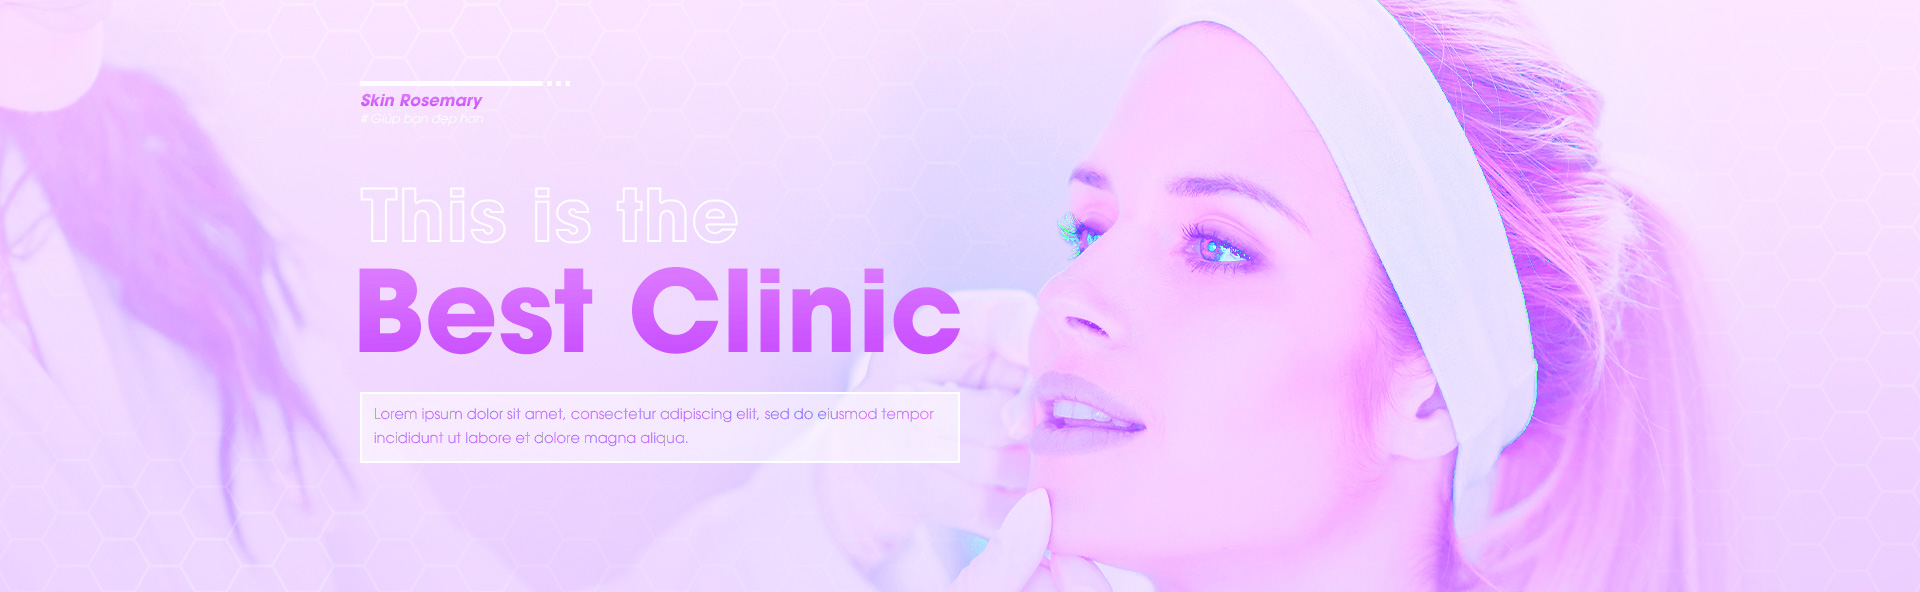 Skin Rosemary
# Giúp bạn đẹp hơn
This is the
Best Clinic
Lorem ipsum dolor sit amet, consectetur adipiscing elit, sed do eiusmod tempor
incididunt ut labore et dolore magna aliqua.